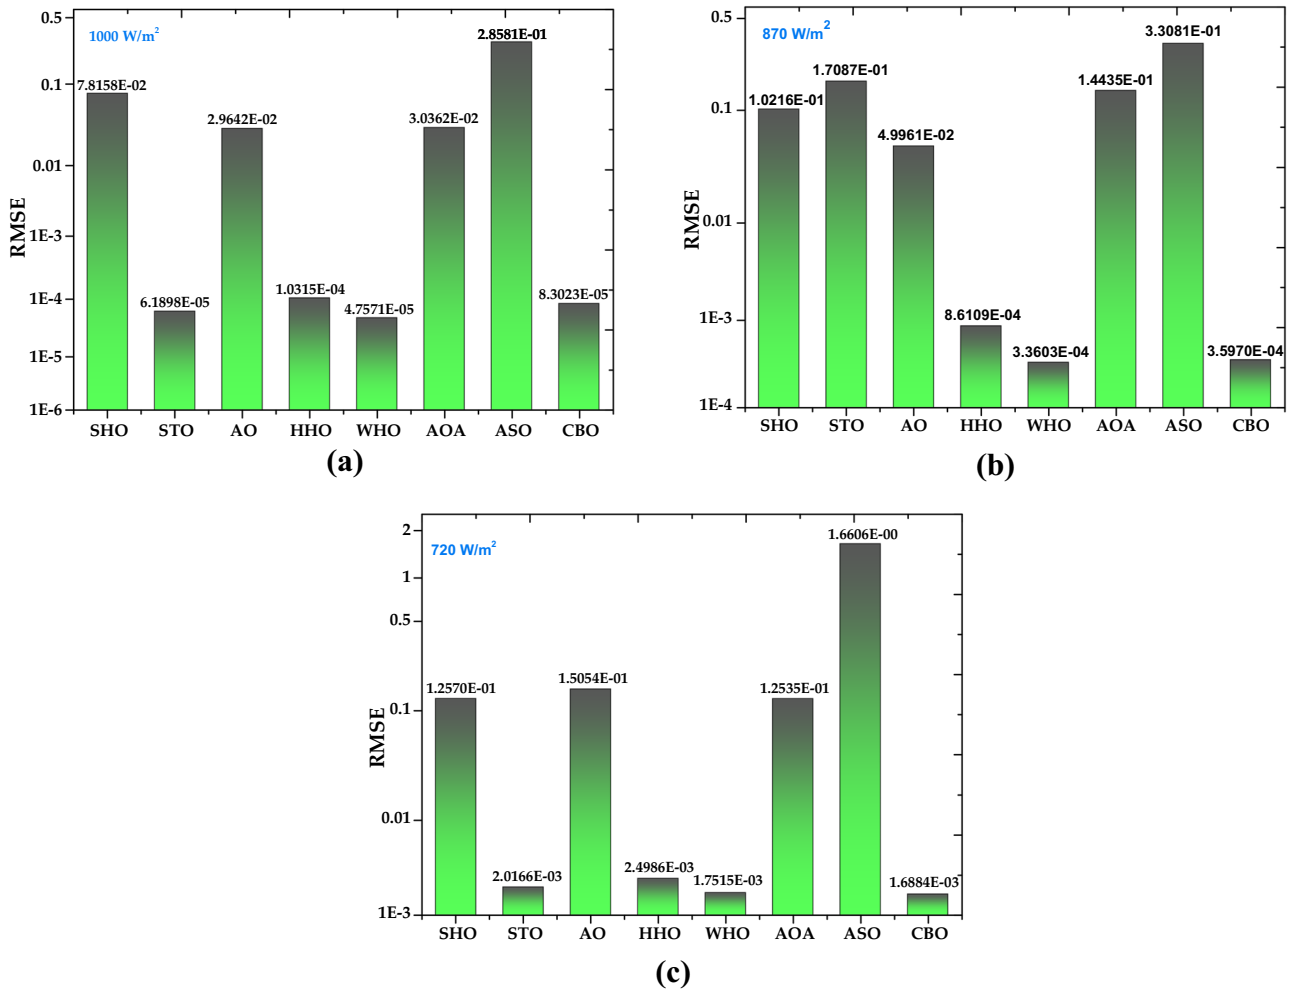 0.5
0.1
0.01
1E-3
1E-4
1E-5
1E-6
RMSE
1000 W/m²
7.8158E-02
6.1898E-05
2.9642E-02
1.0315E-04
4.7571E-05
3.0362E-02
2.8581E-01
8.3023E-05
SHO STO AO HHO WHO AOA ASO CBO
(a)
0.5
0.1
0.01
1E-3
1E-4
RMSE
870 W/m²
1.0216E-01
1.7087E-01
4.9961E-02
8.6109E-04
3.3603E-04
1.4435E-01
3.3081E-01
3.5970E-04
SHO STO AO HHO WHO AOA ASO CBO
(b)
2
1
0.5
0.1
0.01
1E-3
RMSE
720 W/m²
1.2570E-01
2.0166E-03
1.5054E-01
2.4986E-03
1.7515E-03
1.2535E-01
1.6606E-00
1.6884E-03
SHO STO AO HHO WHO AOA ASO CBO
(c)